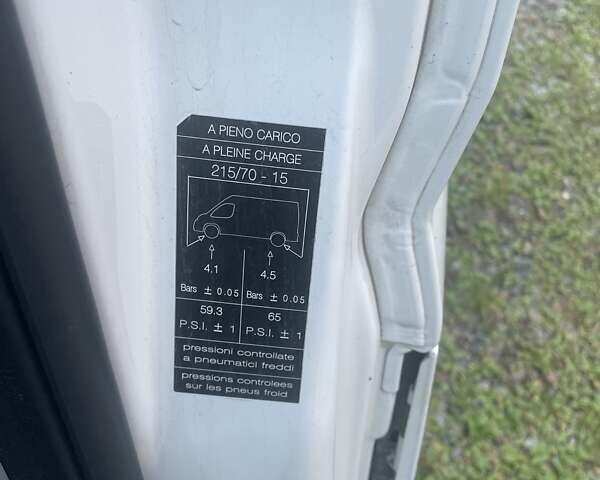 A PIENO CARICO
A PLEINE CHARGE
215/70 - 15
4.1 4.5
Bars ± 0.05 Bars ± 0.05
59.3 65
P.S.I. ± 1 P.S.I. ± 1
pressioni controllate
a pneumatici freddi
pressions controlees
sur les pneus froid